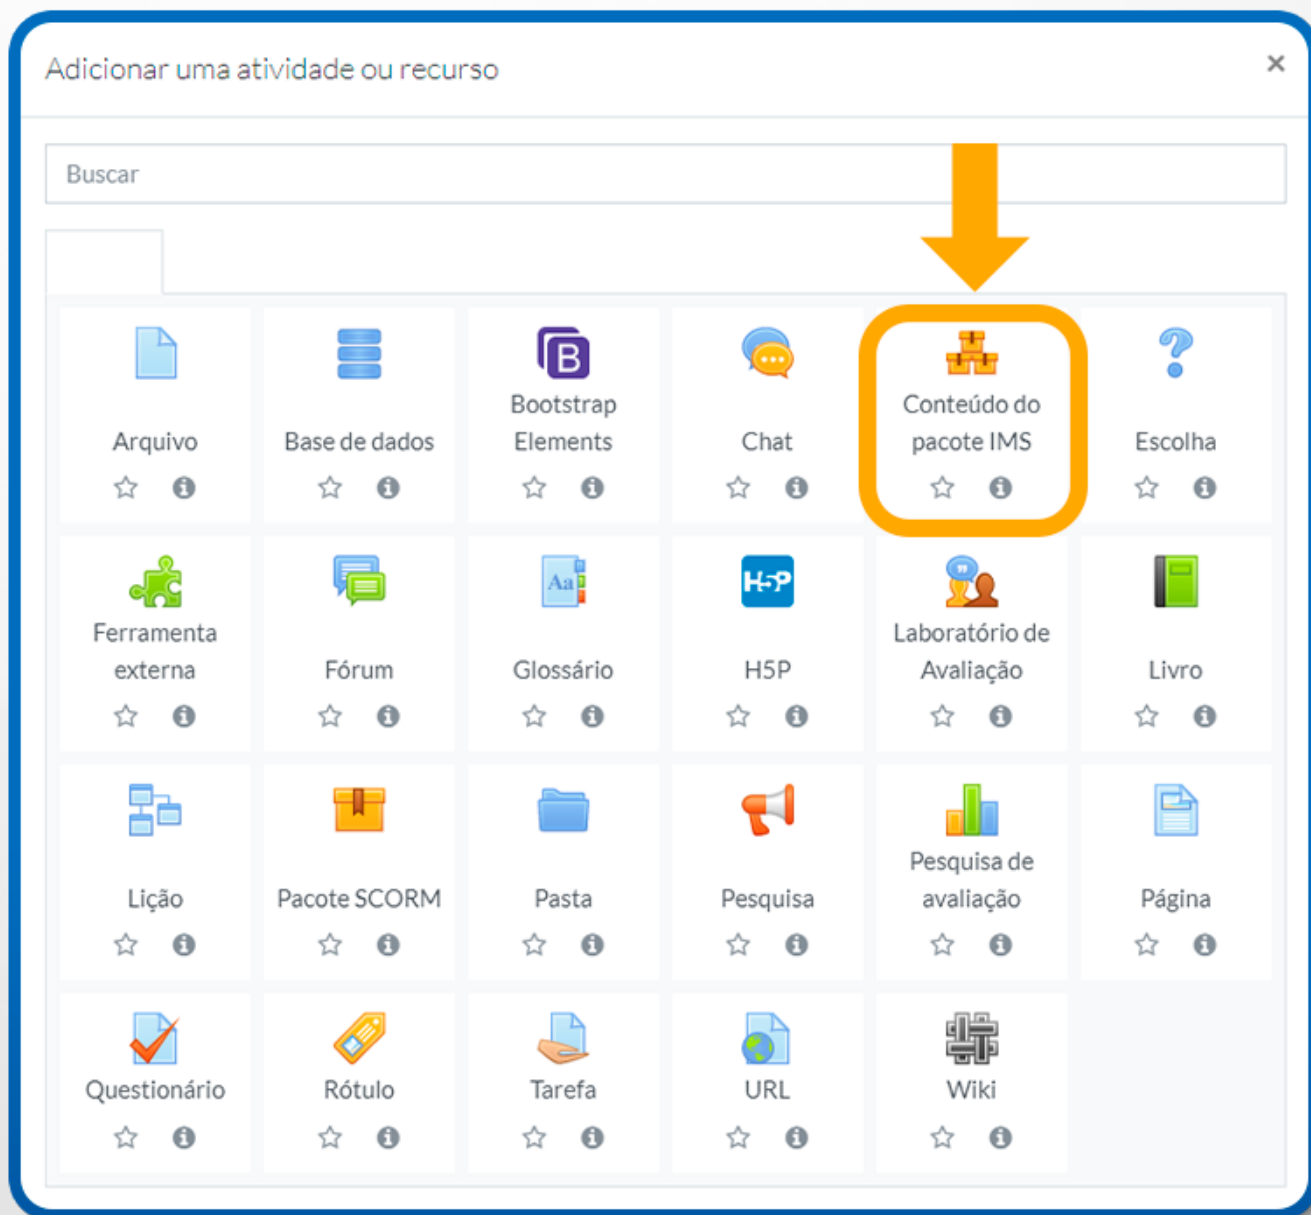 Adicionar uma atividade ou recurso
×
Buscar
Arquivo
Base de dados
B
Bootstrap
Elements
Chat
Conteúdo do
pacote IMS
Escolha
Ferramenta
externa
Fórum
Aa
Glossário
H5P
H5P
Laboratório de
Avaliação
Livro
Lição
Pacote SCORM
Pasta
Pesquisa
Pesquisa de
avaliação
Página
Questionário
Rótulo
Tarefa
URL
Wiki